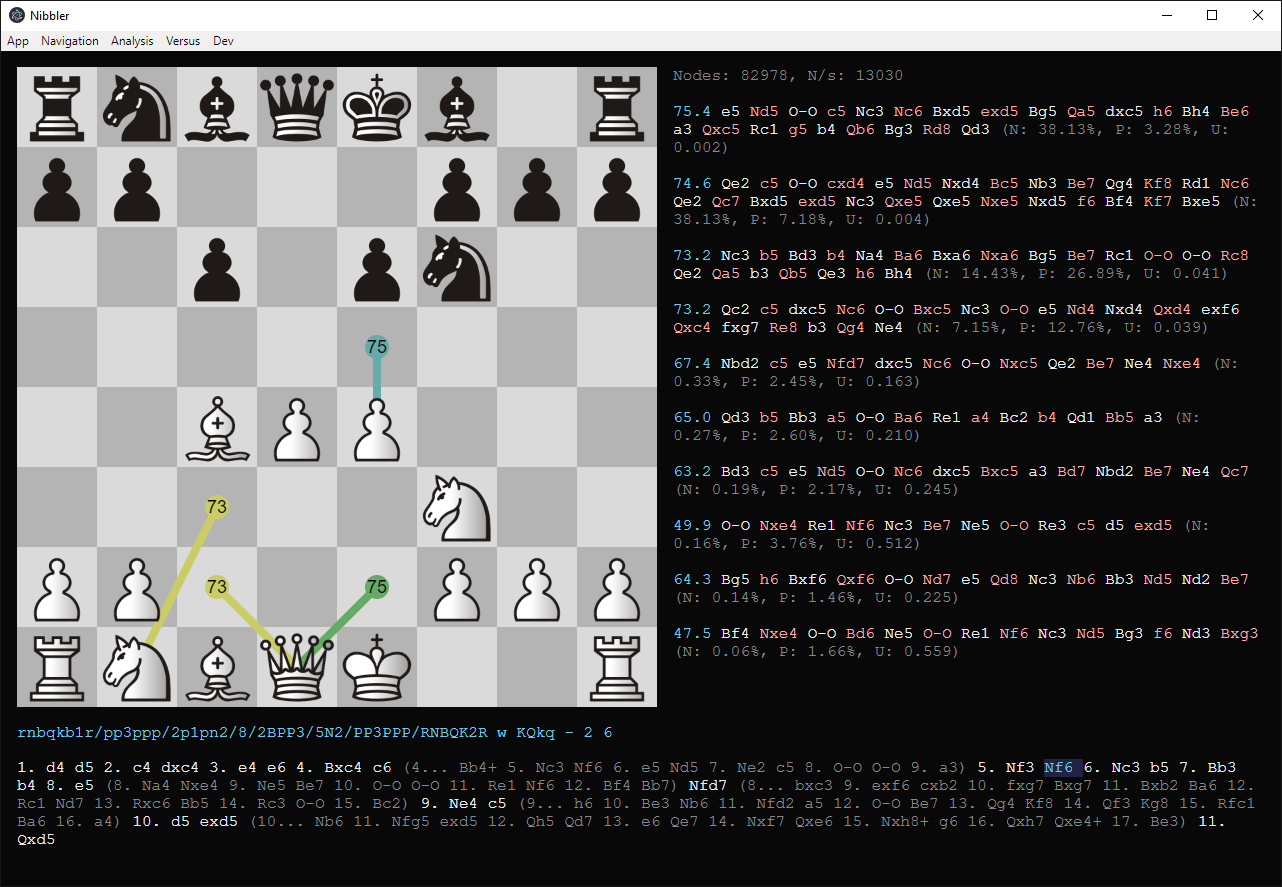 Nibbler
App Navigation Analysis Versus Dev
Nodes: 82978, N/s: 13030
75.4 e5 Nd5 O-O c5 Nc3 Nc6 Bxd5 exd5 Bg5 Qa5 dxc5 h6 Bh4 Be6
a3 Qxc5 Rc1 g5 b4 Qb6 Bg3 Rd8 Qd3 (N: 38.13%, P: 3.28%, U:
0.002)
74.6 Qe2 c5 O-O cxd4 e5 Nd5 Nxd4 Bc5 Nb3 Be7 Qg4 Kf8 Rd1 Nc6
Qe2 Qc7 Bxd5 exd5 Nc3 Qxe5 Qxe5 Nxe5 Nxd5 f6 Bf4 Kf7 Bxe5 (N:
38.13%, P: 7.18%, U: 0.004)
73.2 Nc3 b5 Bd3 b4 Na4 Ba6 Bxa6 Nxa6 Bg5 Be7 Rc1 O-O O-O Rc8
Qe2 Qa5 b3 Qb5 Qe3 h6 Bh4 (N: 14.43%, P: 26.89%, U: 0.041)
73.2 Qc2 c5 dxc5 Nc6 O-O Bxc5 Nc3 O-O e5 Nd4 Nxd4 Qxd4 exf6
Qxc4 fxg7 Re8 b3 Qg4 Ne4 (N: 7.15%, P: 12.76%, U: 0.039)
67.4 Nbd2 c5 e5 Nfd7 dxc5 Nc6 O-O Nxc5 Qe2 Be7 Ne4 Nxe4 (N:
0.33%, P: 2.45%, U: 0.163)
65.0 Qd3 b5 Bb3 a5 O-O Ba6 Re1 a4 Bc2 b4 Qd1 Bb5 a3 (N:
0.27%, P: 2.60%, U: 0.210)
63.2 Bd3 c5 e5 Nd5 O-O Nc6 dxc5 Bxc5 a3 Bd7 Nbd2 Be7 Ne4 Qc7
(N: 0.19%, P: 2.17%, U: 0.245)
49.9 O-O Nxe4 Re1 Nf6 Nc3 Be7 Ne5 O-O Re3 c5 d5 exd5 (N:
0.16%, P: 3.76%, U: 0.512)
64.3 Bg5 h6 Bxf6 Qxf6 O-O Nd7 e5 Qd8 Nc3 Nb6 Bb3 Nd5 Nd2 Be7
(N: 0.14%, P: 1.46%, U: 0.225)
47.5 Bf4 Nxe4 O-O Bd6 Ne5 O-O Re1 Nf6 Nc3 Nd5 Bg3 f6 Nd3 Bxg3
(N: 0.06%, P: 1.66%, U: 0.559)
75
73
73
75
rnbqkb1r/pp3ppp/2p1pn2/8/2BPP3/5N2/PP3PPP/RNBQK2R w KQkq - 2 6
1. d4 d5 2. c4 dxc4 3. e4 e6 4. Bxc4 c6 (4... Bb4+ 5. Nc3 Nf6 6. e5 Nd5 7. Ne2 c5 8. O-O O-O 9. a3) 5. Nf3 Nf6 6. Nc3 b5 7. Bb3
b4 8. e5 (8. Na4 Nxe4 9. Ne5 Be7 10. O-O O-O 11. Re1 Nf6 12. Bf4 Bb7) Nfd7 (8... bxc3 9. exf6 cxb2 10. fxg7 Bxg7 11. Bxb2 Ba6 12.
Rc1 Nd7 13. Rxc6 Bb5 14. Rc3 O-O 15. Bc2) 9. Ne4 c5 (9... h6 10. Be3 Nb6 11. Nfd2 a5 12. O-O Be7 13. Qg4 Kf8 14. Qf3 Kg8 15. Rfc1
Ba6 16. a4) 10. d5 exd5 (10... Nb6 11. Nfg5 exd5 12. Qh5 Qd7 13. e6 Qe7 14. Nxf7 Qxe6 15. Nxh8+ g6 16. Qxh7 Qxe4+ 17. Be3) 11.
Qxd5